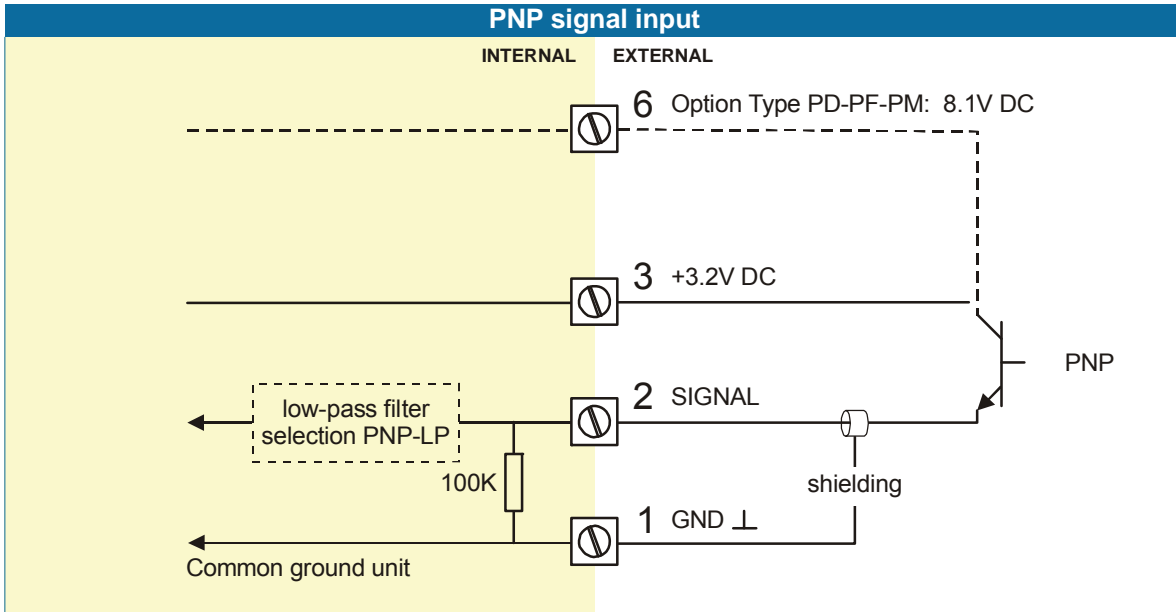 PNP signal input
INTERNAL EXTERNAL
6 Option Type PD-PF-PM: 8.1V DC
3 +3.2V DC
PNP
2 SIGNAL
low-pass filter
selection PNP-LP
100K
shielding
1 GND ⊥
Common ground unit